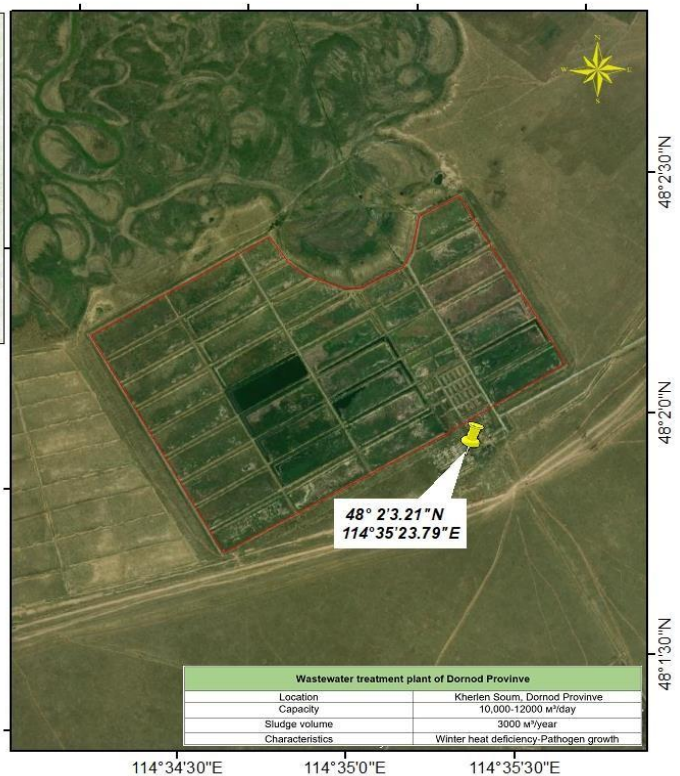 N
W E
S
48°2'30"N
48°2'0"N
48° 2'3.21"N
114°35'23.79"E
48°1'30"N
Wastewater treatment plant of Dornod Provinve
Location Kherlen Soum, Dornod Provinve
Capacity 10,000-12000 м³/day
Sludge volume 3000 м³/year
Characteristics Winter heat deficiency-Pathogen growth
114°34'30"E 114°35'0"E 114°35'30"E